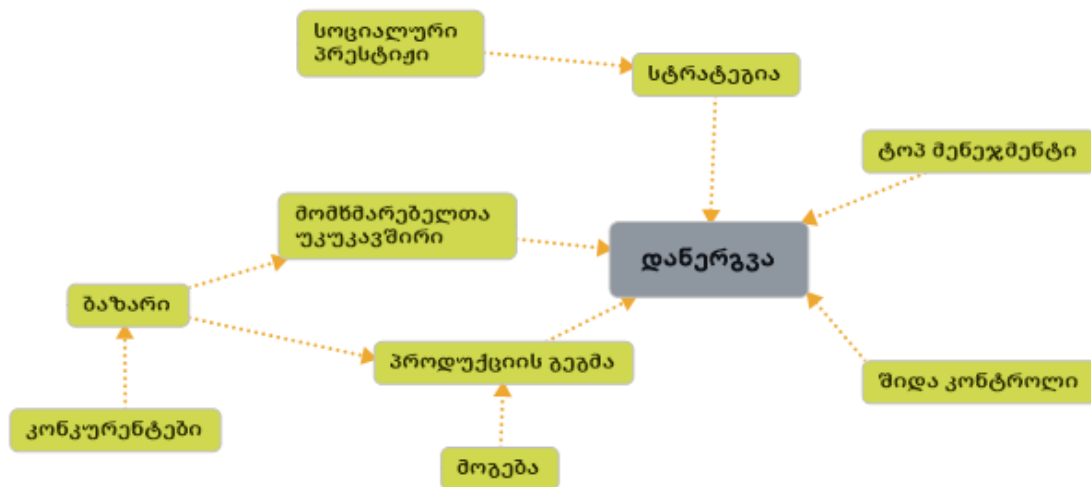 სოციალური
პრესტიჟი
სტრატეგია
ტოპ მენეჯმენტი
მომხმარებელთა
უკუკავშირი
დანერგვა
ბაზარი
პროდუქციის გეგმა
შიდა კონტროლი
კონკურენტები
მოგება